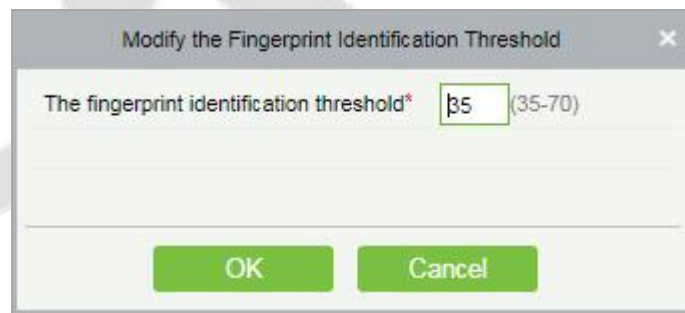 Modify the Fingerprint Identification Threshold ×
The fingerprint identification threshold* 35 (35-70)
OK Cancel